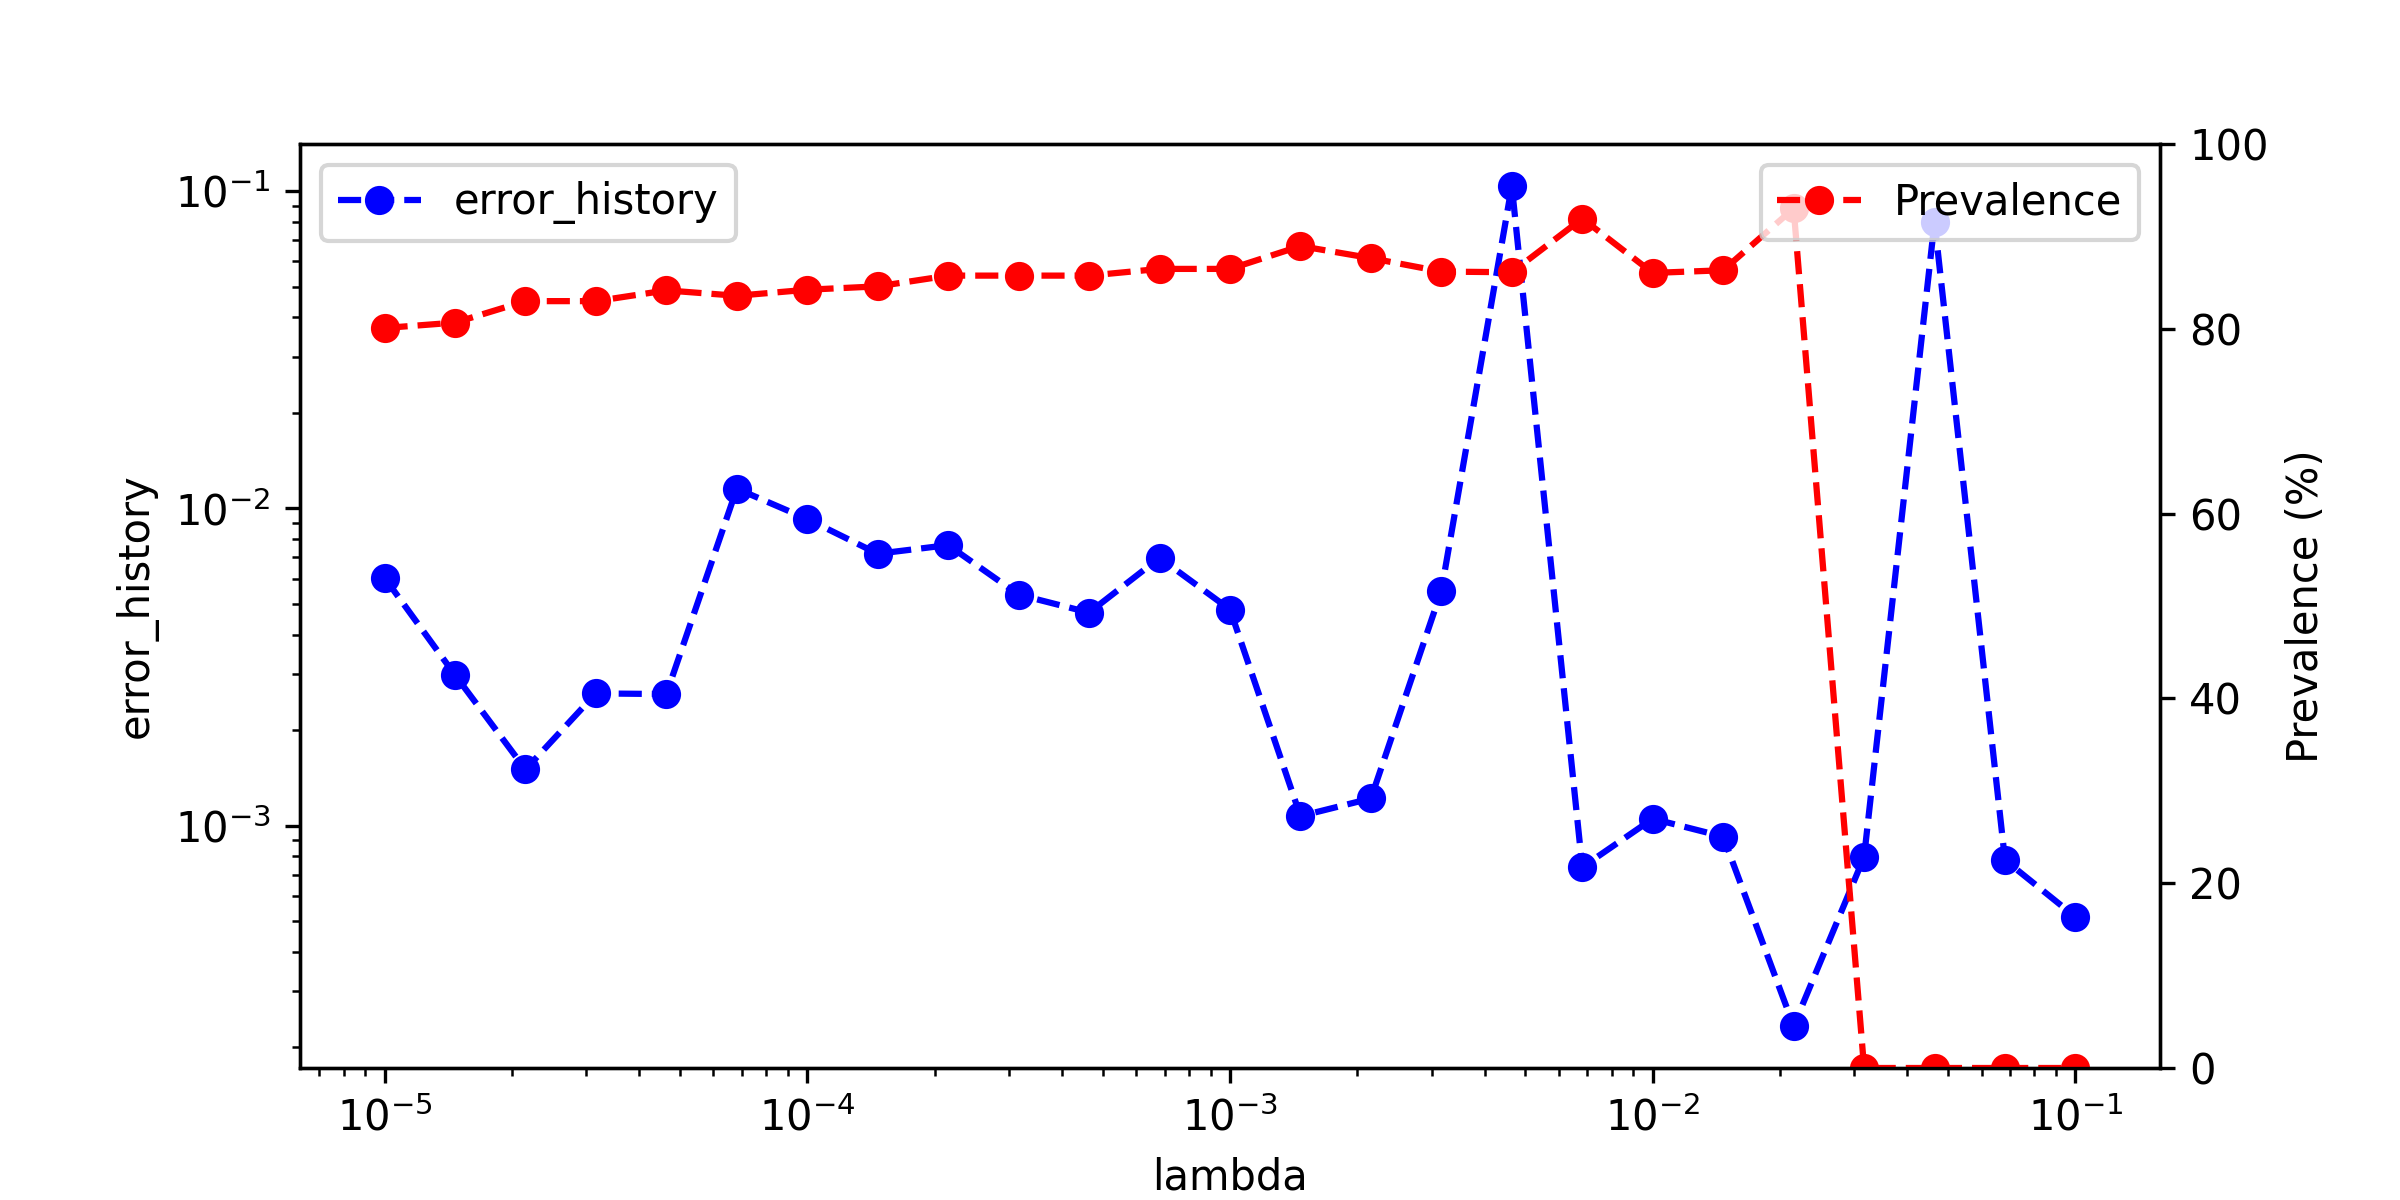 error_history
Prevalence
10⁻¹
10⁻²
10⁻³
error_history
100
80
60
40
20
0
Prevalence (%)
10⁻⁵
10⁻⁴
10⁻³
10⁻²
10⁻¹
lambda